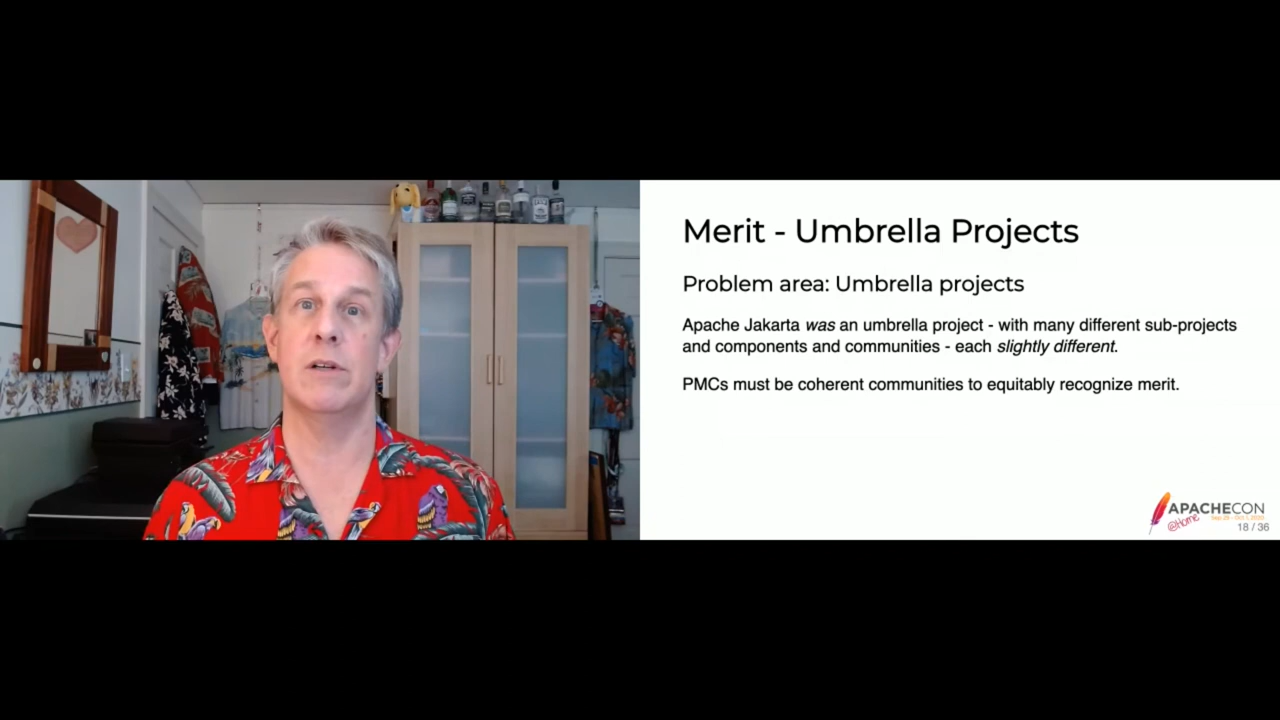 Merit - Umbrella Projects
Problem area: Umbrella projects
Apache Jakarta was an umbrella project - with many different sub-projects
and components and communities - each slightly different.
PMCs must be coherent communities to equitably recognize merit.
APACHECON
@Home
18 / 36